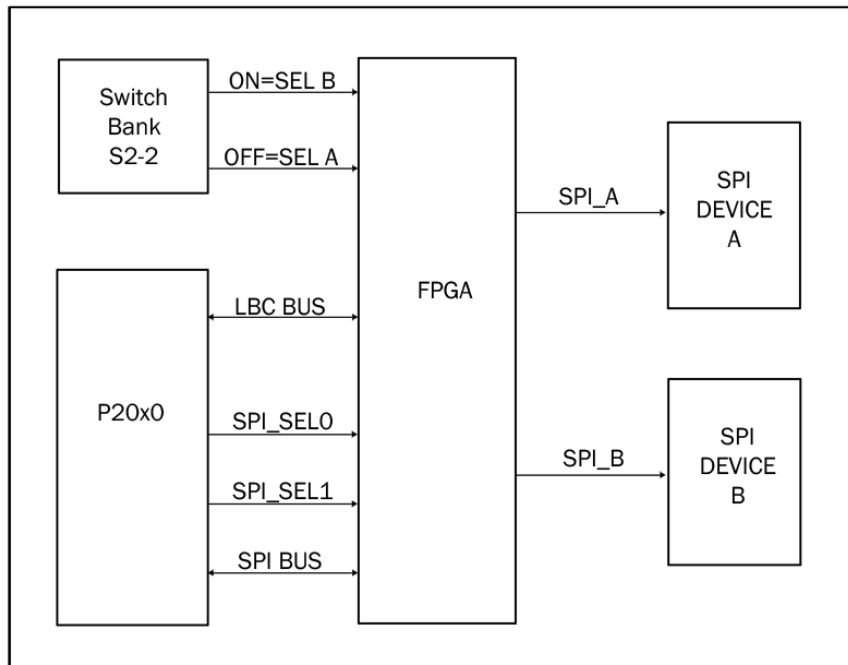 Switch
Bank
S2-2
ON=SEL B
OFF=SEL A
P20x0
LBC BUS
SPI_SEL0
SPI_SEL1
SPI BUS
FPGA
SPI_A
SPI_B
SPI
DEVICE
A
SPI
DEVICE
B